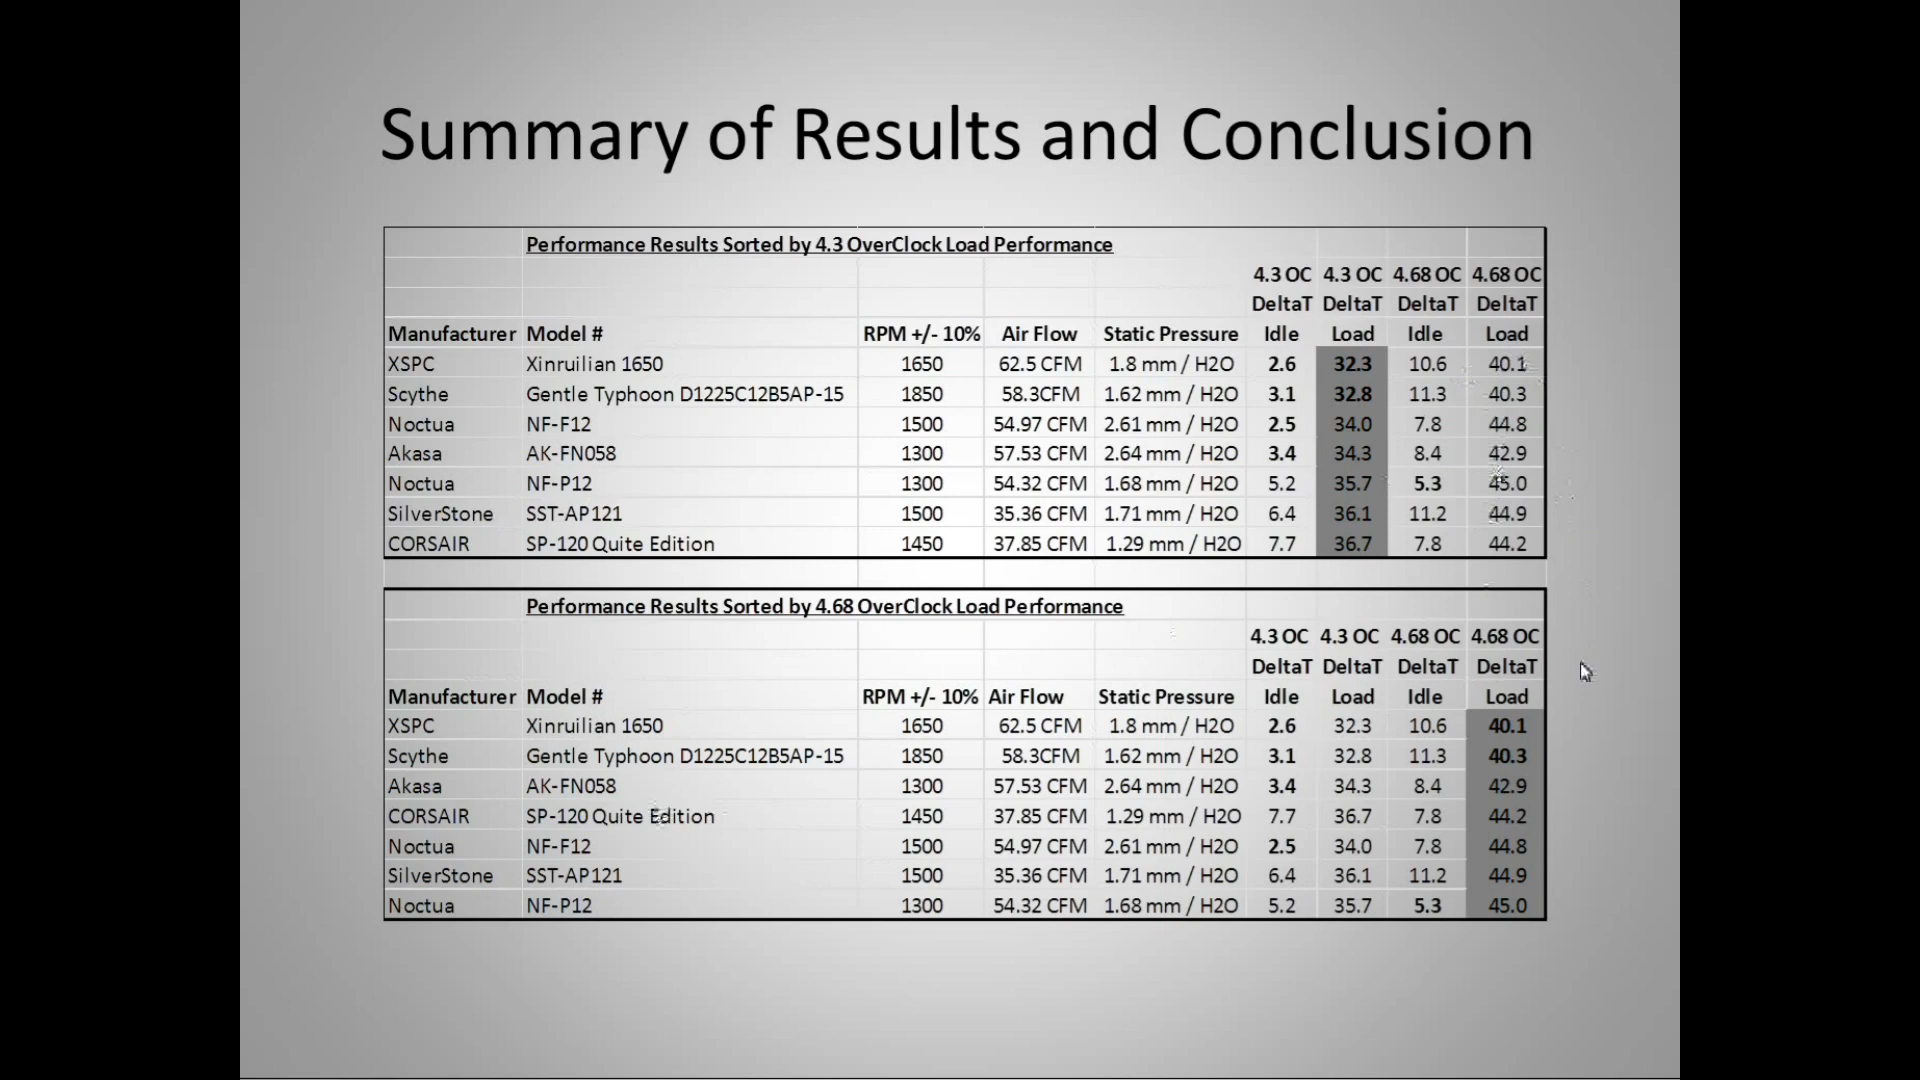 Summary of Results and Conclusion
Performance Results Sorted by 4.3 OverClock Load Performance
4.3 OC 4.3 OC 4.68 OC 4.68 OC
DeltaT DeltaT DeltaT DeltaT
Manufacturer Model # RPM +/- 10% Air Flow Static Pressure Idle Load Idle Load
XSPC Xinruilian 1650 1650 62.5 CFM 1.8 mm / H2O 2.6 32.3 10.6 40.1
Scythe Gentle Typhoon D1225C12B5AP-15 1850 58.3CFM 1.62 mm / H2O 3.1 32.8 11.3 40.3
Noctua NF-F12 1500 54.97 CFM 2.61 mm / H2O 2.5 34.0 7.8 44.8
Akasa AK-FN058 1300 57.53 CFM 2.64 mm / H2O 3.4 34.3 8.4 42.9
Noctua NF-P12 1300 54.32 CFM 1.68 mm / H2O 5.2 35.7 5.3 45.0
SilverStone SST-AP121 1500 35.36 CFM 1.71 mm / H2O 6.4 36.1 11.2 44.9
CORSAIR SP-120 Quite Edition 1450 37.85 CFM 1.29 mm / H2O 7.7 36.7 7.8 44.2
Performance Results Sorted by 4.68 OverClock Load Performance
4.3 OC 4.3 OC 4.68 OC 4.68 OC
DeltaT DeltaT DeltaT DeltaT
Manufacturer Model # RPM +/- 10% Air Flow Static Pressure Idle Load Idle Load
XSPC Xinruilian 1650 1650 62.5 CFM 1.8 mm / H2O 2.6 32.3 10.6 40.1
Scythe Gentle Typhoon D1225C12B5AP-15 1850 58.3CFM 1.62 mm / H2O 3.1 32.8 11.3 40.3
Akasa AK-FN058 1300 57.53 CFM 2.64 mm / H2O 3.4 34.3 8.4 42.9
CORSAIR SP-120 Quite Edition 1450 37.85 CFM 1.29 mm / H2O 7.7 36.7 7.8 44.2
Noctua NF-F12 1500 54.97 CFM 2.61 mm / H2O 2.5 34.0 7.8 44.8
SilverStone SST-AP121 1500 35.36 CFM 1.71 mm / H2O 6.4 36.1 11.2 44.9
Noctua NF-P12 1300 54.32 CFM 1.68 mm / H2O 5.2 35.7 5.3 45.0